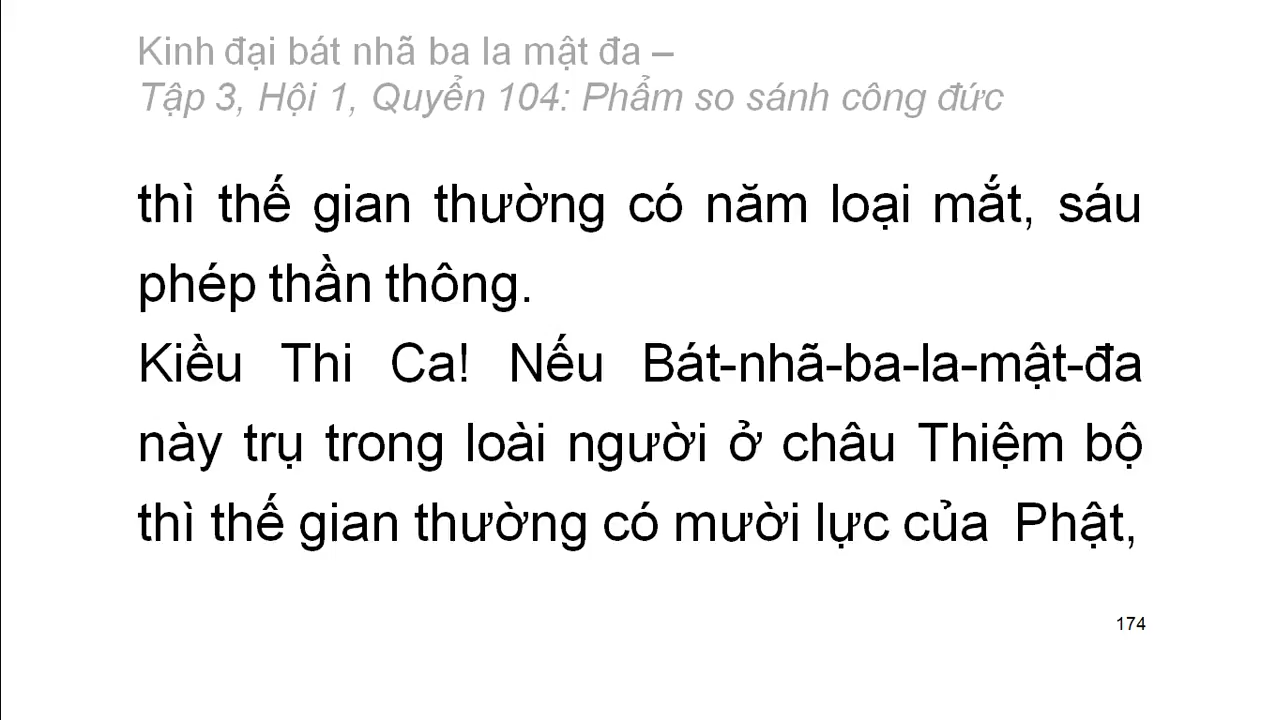 Kinh đại bát nhã ba la mật đa –
Tập 3, Hội 1, Quyển 104: Phẩm so sánh công đức
thì thế gian thường có năm loại mắt, sáu
phép thần thông.
Kiều Thi Ca! Nếu Bát-nhã-ba-la-mật-đa
này trụ trong loài người ở châu Thiệm bộ
thì thế gian thường có mười lực của Phật,
174